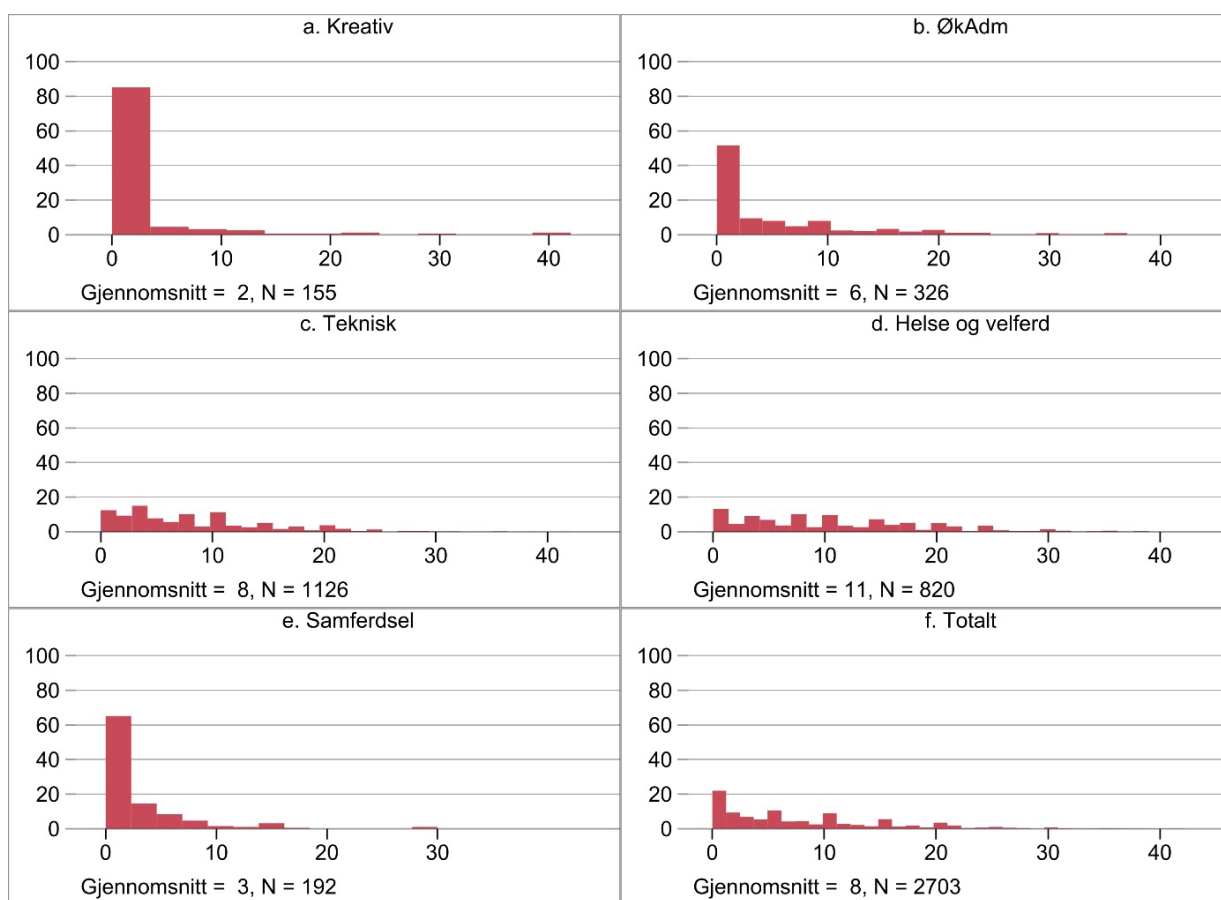 a. Kreativ
100
80
60
40
20
0
0 10 20 30 40
Gjennomsnitt = 2, N = 155
b. ØkAdm
100
80
60
40
20
0
0 10 20 30 40
Gjennomsnitt = 6, N = 326
c. Teknisk
100
80
60
40
20
0
0 10 20 30 40
Gjennomsnitt = 8, N = 1126
d. Helse og velferd
100
80
60
40
20
0
0 10 20 30 40
Gjennomsnitt = 11, N = 820
e. Samferdsel
100
80
60
40
20
0
0 10 20 30
Gjennomsnitt = 3, N = 192
f. Totalt
100
80
60
40
20
0
0 10 20 30 40
Gjennomsnitt = 8, N = 2703